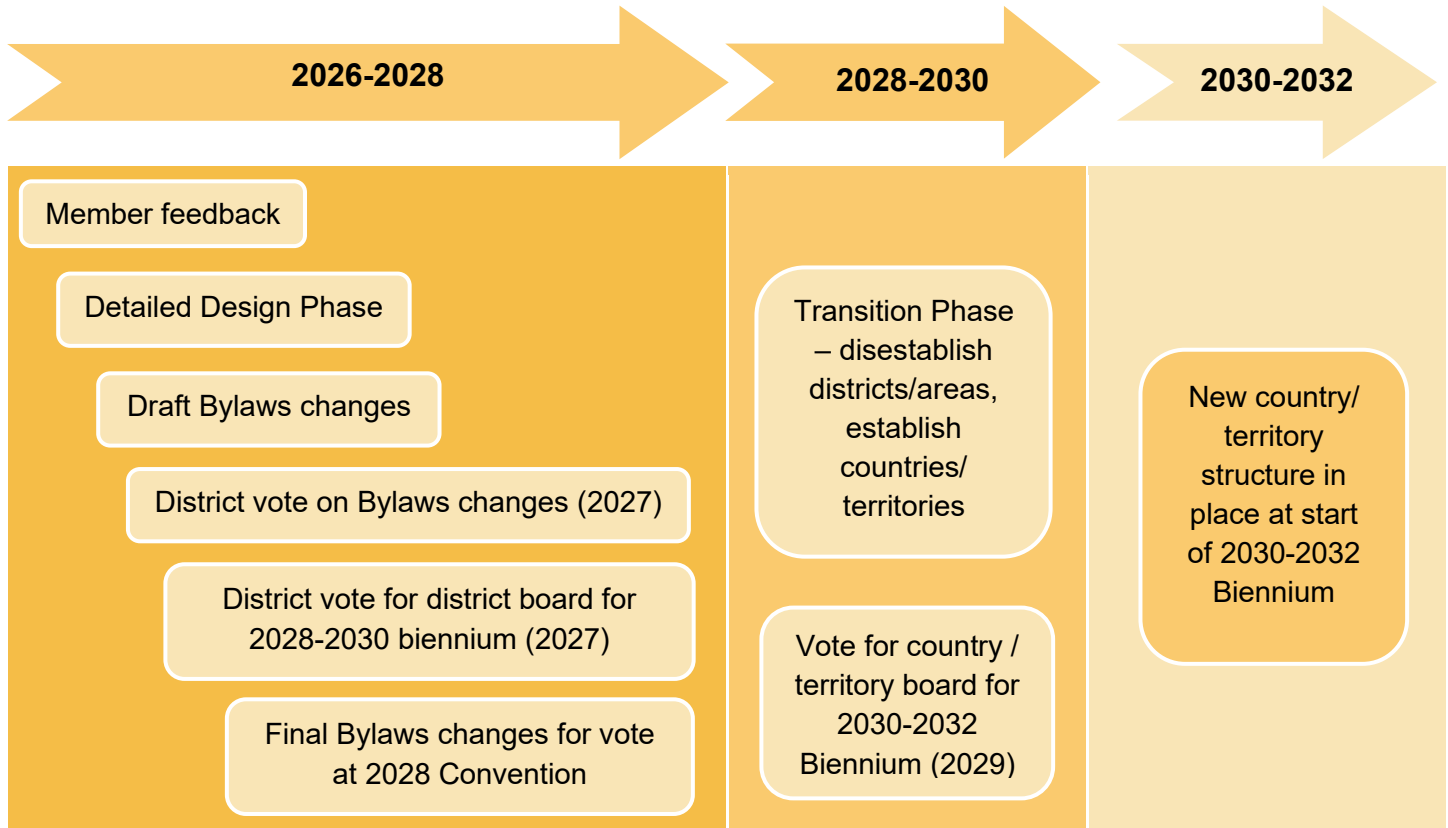 2026-2028
2028-2030
2030-2032
Member feedback
Detailed Design Phase
Draft Bylaws changes
District vote on Bylaws changes (2027)
District vote for district board for
2028-2030 biennium (2027)
Final Bylaws changes for vote
at 2028 Convention
Transition Phase
– disestablish
districts/areas,
establish
countries/
territories
Vote for country /
territory board for
2030-2032
Biennium (2029)
New country/
territory
structure in
place at start
of 2030-2032
Biennium